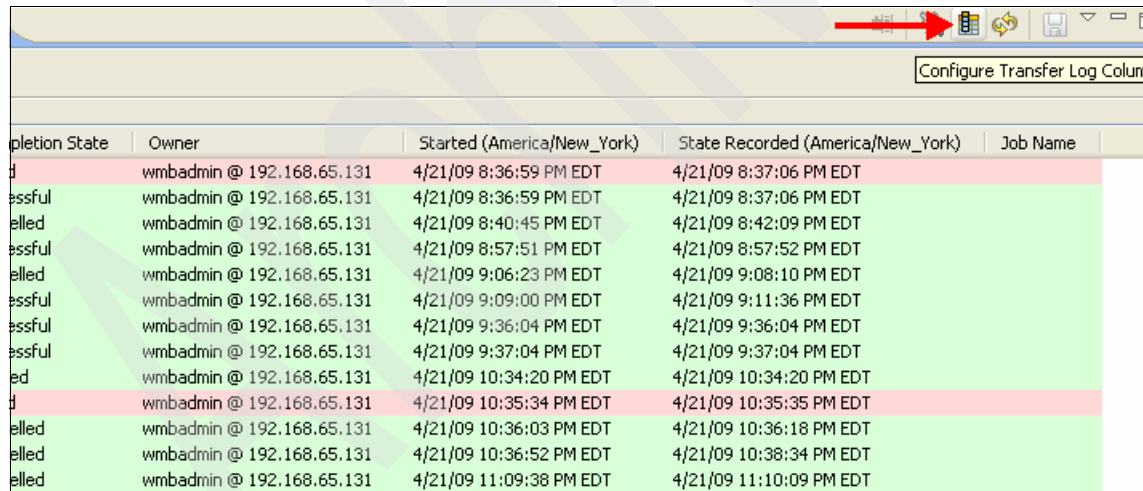 Configure Transfer Log Colum
pletion State Owner Started (America/New_York) State Recorded (America/New_York) Job Name
d wmbadmin @ 192.168.65.131 4/21/09 8:36:59 PM EDT 4/21/09 8:37:06 PM EDT
essful wmbadmin @ 192.168.65.131 4/21/09 8:36:59 PM EDT 4/21/09 8:37:06 PM EDT
elled wmbadmin @ 192.168.65.131 4/21/09 8:40:45 PM EDT 4/21/09 8:42:09 PM EDT
essful wmbadmin @ 192.168.65.131 4/21/09 8:57:51 PM EDT 4/21/09 8:57:52 PM EDT
elled wmbadmin @ 192.168.65.131 4/21/09 9:06:23 PM EDT 4/21/09 9:08:10 PM EDT
essful wmbadmin @ 192.168.65.131 4/21/09 9:09:00 PM EDT 4/21/09 9:11:36 PM EDT
essful wmbadmin @ 192.168.65.131 4/21/09 9:36:04 PM EDT 4/21/09 9:36:04 PM EDT
essful wmbadmin @ 192.168.65.131 4/21/09 9:37:04 PM EDT 4/21/09 9:37:04 PM EDT
ed wmbadmin @ 192.168.65.131 4/21/09 10:34:20 PM EDT 4/21/09 10:34:20 PM EDT
d wmbadmin @ 192.168.65.131 4/21/09 10:35:34 PM EDT 4/21/09 10:35:35 PM EDT
elled wmbadmin @ 192.168.65.131 4/21/09 10:36:03 PM EDT 4/21/09 10:36:18 PM EDT
elled wmbadmin @ 192.168.65.131 4/21/09 10:36:52 PM EDT 4/21/09 10:38:34 PM EDT
elled wmbadmin @ 192.168.65.131 4/21/09 11:09:38 PM EDT 4/21/09 11:10:09 PM EDT